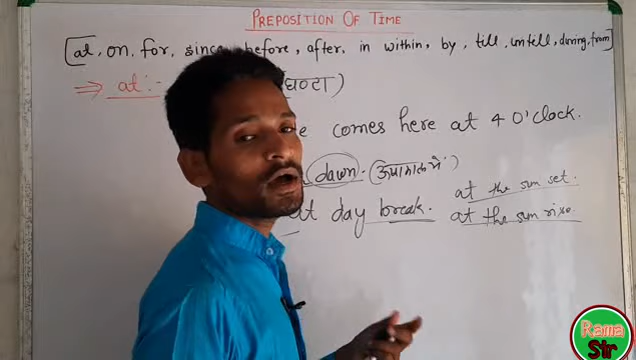 PREPOSITION OF TIME
[at, on, for, since, before, after, in within, by, till, untill, during, from]
⇒ at:- घण्टा)
comes here at 4 O'clock.
dawn. (उषाकाल में)
at the sun set.
at day break.
at the sun rise.
Rama
Sir